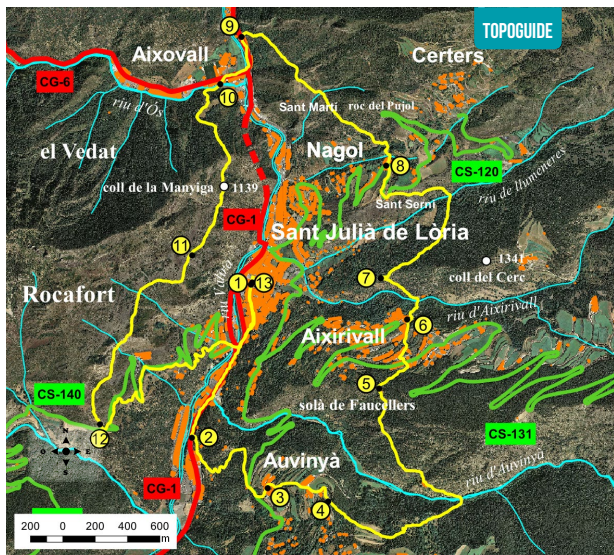 TOPOGUIDE
9
Aixovall
Certers
CG-6
10
riu d'Ós
Sant Martí
roc del Pujol
el Vedat
Nagol
8
CS-120
coll de la Manyiga
1139
riu de llumeneres
Sant Serni
CG-1
Sant Julià de Lòria
11
1341
coll del Cerc
7
1
13
Rocafort
riu Valira
riu d'Aixirivall
6
Aixirivall
5
CS-140
solà de Faucellers
12
CS-131
N
O
E
S
2
Auvinyà
riu d'Auvinyà
CG-1
3
4
200
0
200
400
600
m